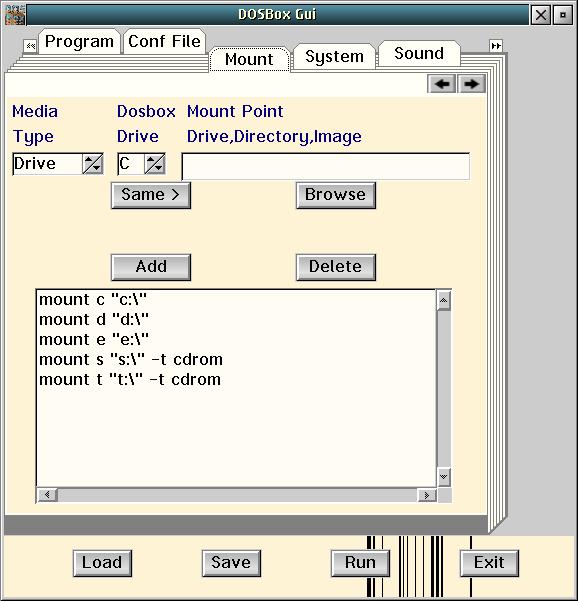 DOSBox Gui
Program Conf File Mount System Sound
Media Dosbox Mount Point
Type Drive Drive,Directory,Image
Drive C
Same > Browse
Add Delete
mount c "c:\"
mount d "d:\"
mount e "e:\"
mount s "s:\" -t cdrom
mount t "t:\" -t cdrom
Load Save Run Exit